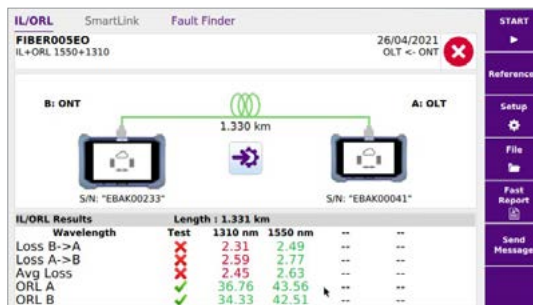 IL/ORL SmartLink Fault Finder
FIBER005EO 26/04/2021
IL+ORL 1550+1310 OLT <- ONT
B: ONT A: OLT
1.330 km
S/N: "EBAK00233" S/N: "EBAK00041"
IL/ORL Results Length : 1.331 km
Wavelength Test 1310 nm 1550 nm -- --
Loss B->A 2.31 2.49 -- --
Loss A->B 2.59 2.77 -- --
Avg Loss 2.45 2.63 -- --
ORL A 36.76 43.56 -- --
ORL B 34.33 42.51 -- --
START
Reference
Setup
File
Fast
Report
Send
Message